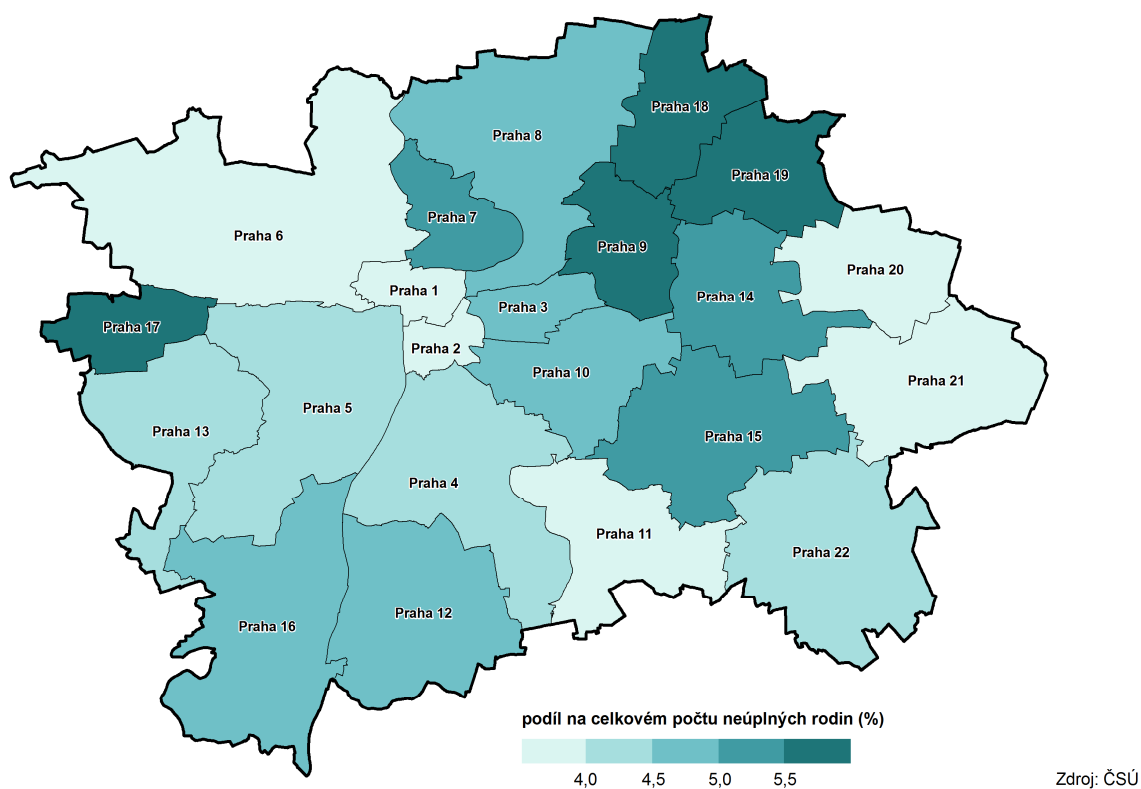 Praha 18
Praha 8
Praha 19
Praha 7
Praha 6
Praha 9
Praha 20
Praha 1
Praha 14
Praha 3
Praha 17
Praha 2
Praha 10
Praha 21
Praha 5
Praha 13
Praha 15
Praha 4
Praha 11
Praha 22
Praha 12
Praha 16
podíl na celkovém počtu neúplných rodin (%)
4,0 4,5 5,0 5,5
Zdroj: ČSÚ